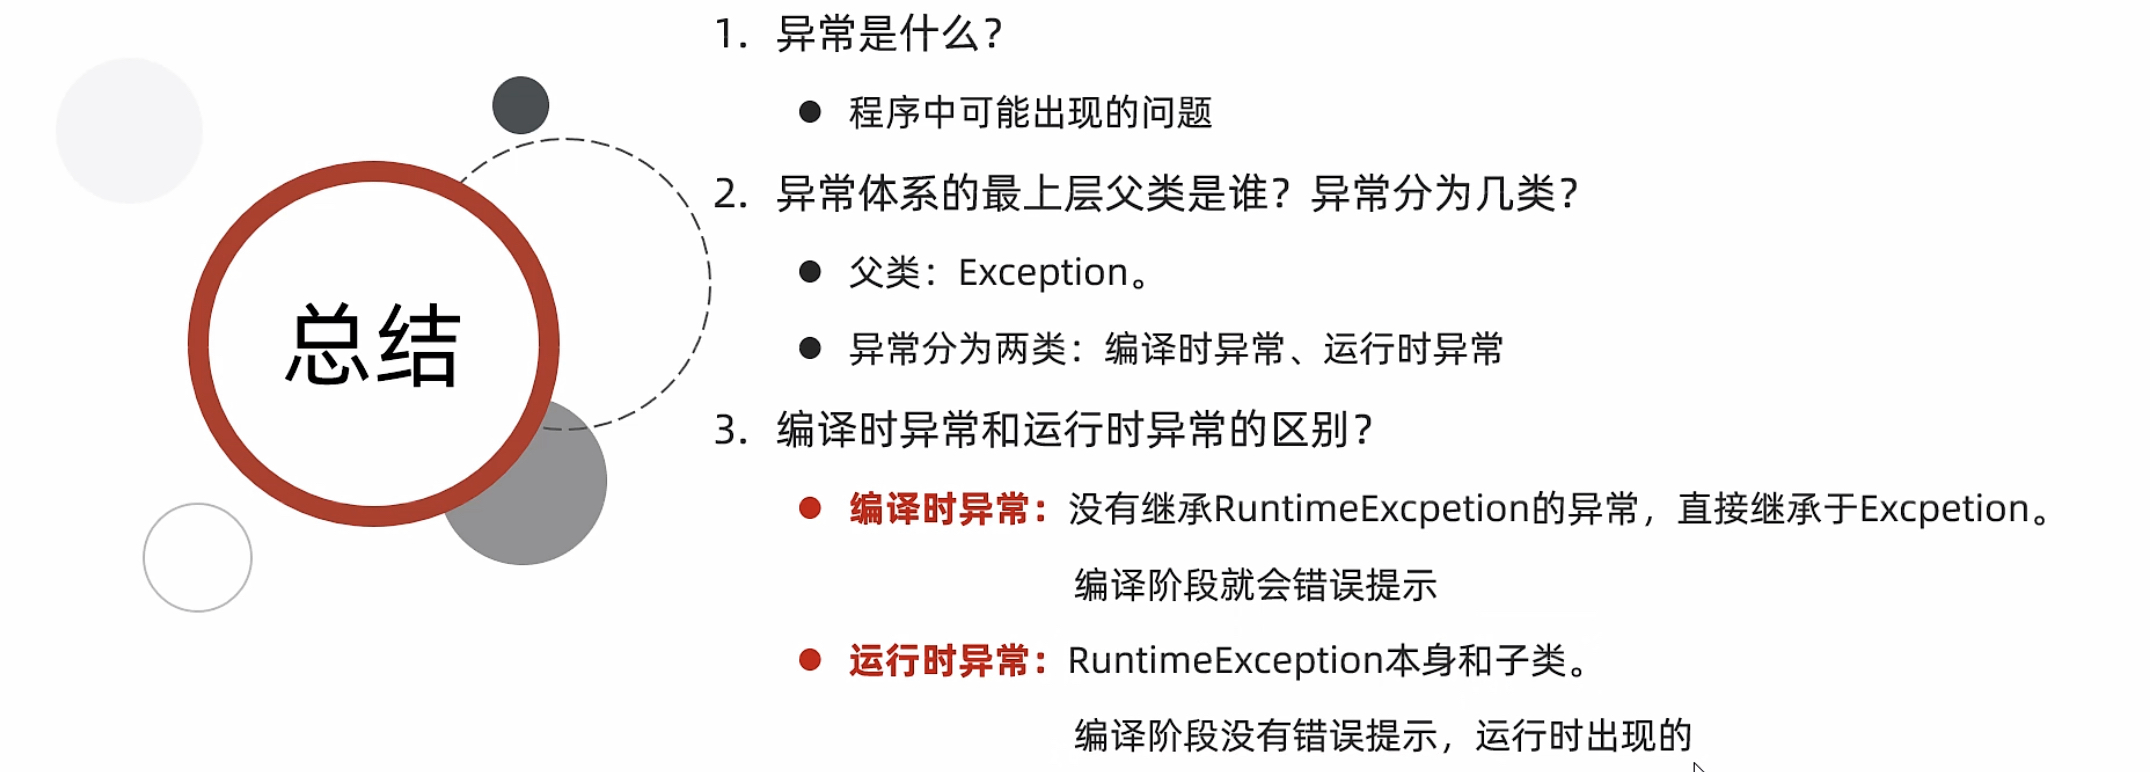 总结
1. 异常是什么？
● 程序中可能出现的问题
2. 异常体系的最上层父类是谁？异常分为几类？
● 父类：Exception。
● 异常分为两类：编译时异常、运行时异常
3. 编译时异常和运行时异常的区别？
● 编译时异常：没有继承RuntimeExcpetion的异常，直接继承于Excpetion。
编译阶段就会错误提示
● 运行时异常：RuntimeException本身和子类。
编译阶段没有错误提示，运行时出现的